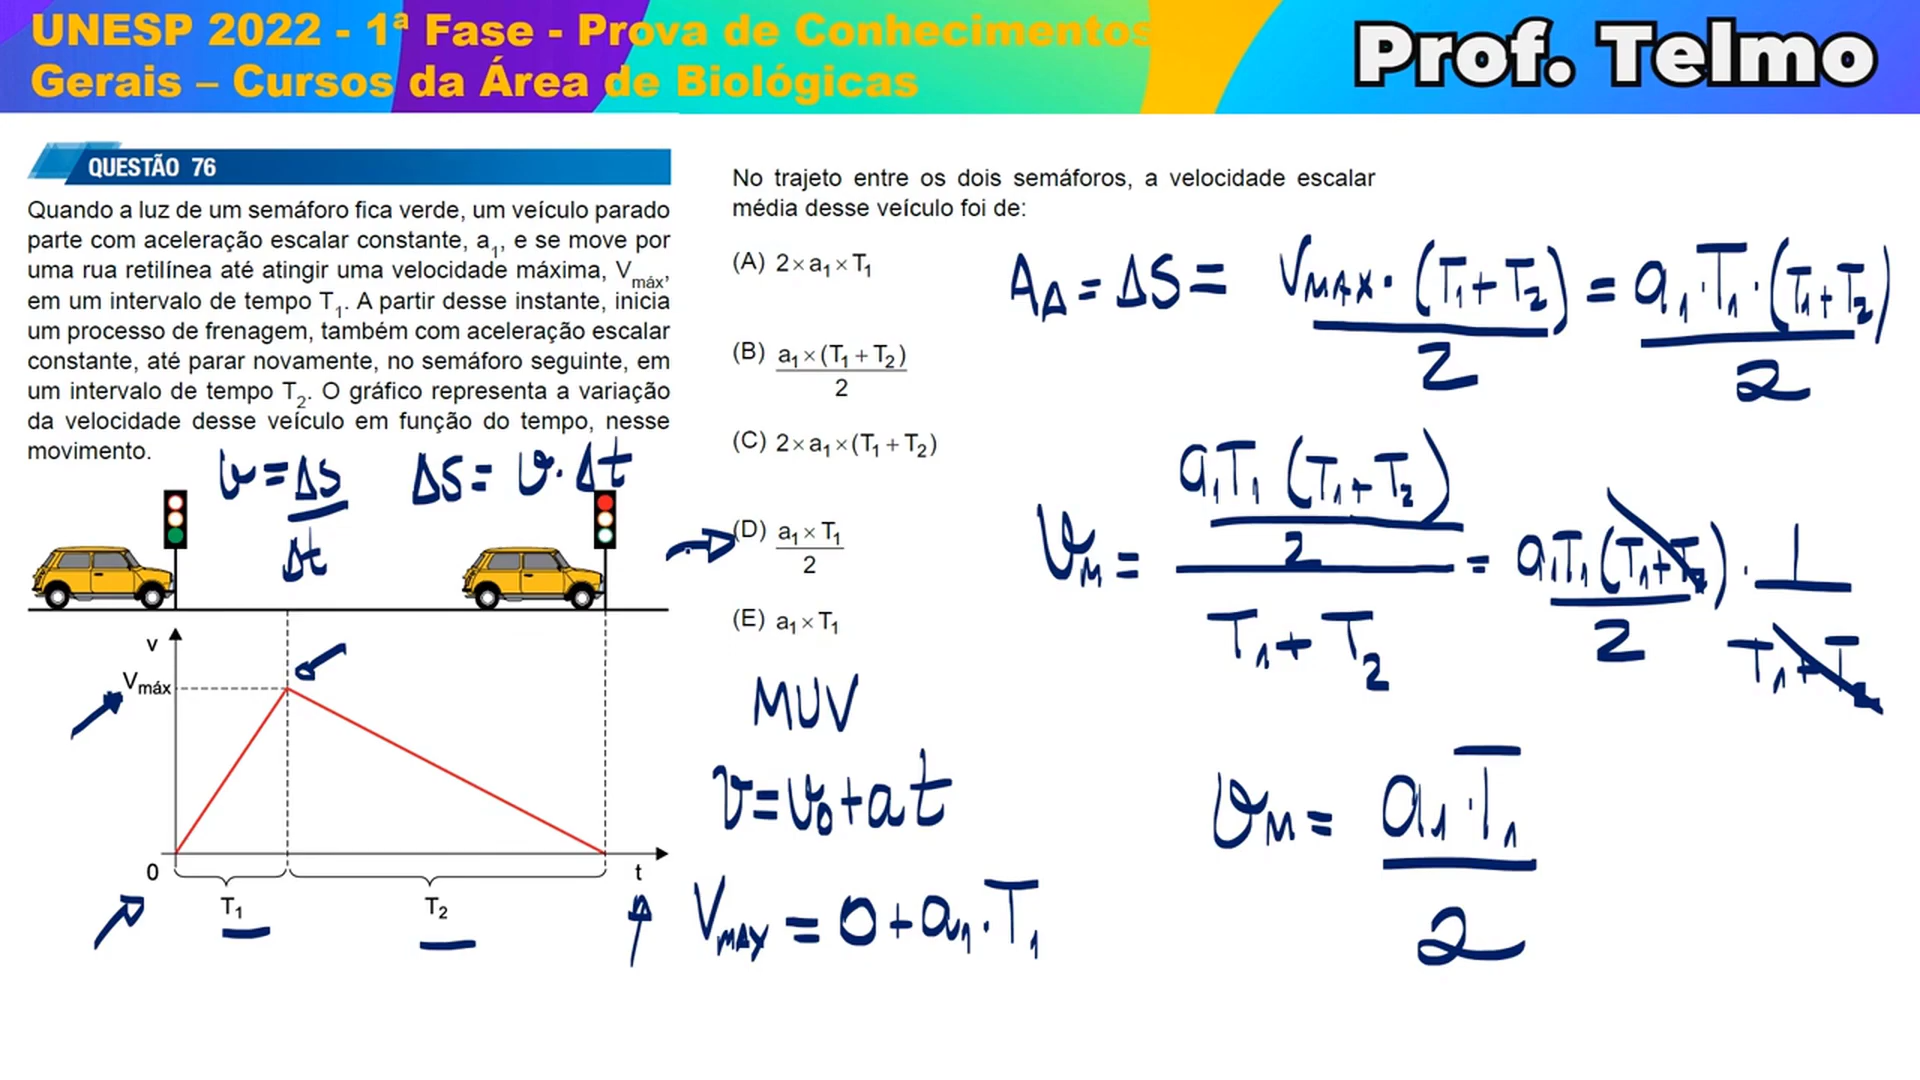 UNESP 2022 - 1ª Fase - Prova de Conhecimentos
Gerais – Cursos da Área de Biológicas
Prof. Telmo
QUESTÃO 76
Quando a luz de um semáforo fica verde, um veículo parado
parte com aceleração escalar constante, a₁, e se move por
uma rua retilínea até atingir uma velocidade máxima, Vmáx,
em um intervalo de tempo T₁. A partir desse instante, inicia
um processo de frenagem, também com aceleração escalar
constante, até parar novamente, no semáforo seguinte, em
um intervalo de tempo T₂. O gráfico representa a variação
da velocidade desse veículo em função do tempo, nesse
movimento.
v = ΔS / Δt
ΔS = v · Δt
v
Vmáx
0
t
T₁
T₂
No trajeto entre os dois semáforos, a velocidade escalar
média desse veículo foi de:
(A) 2 × a₁ × T₁
(B) a₁ × (T₁ + T₂) / 2
(C) 2 × a₁ × (T₁ + T₂)
(D) a₁ × T₁ / 2
(E) a₁ × T₁
MUV
v = v₀ + at
VMAX = 0 + a₁ · T₁
AΔ = ΔS = VMAX · (T₁ + T₂) / 2 = a₁ · T₁ · (T₁ + T₂) / 2
vM = a₁T₁ (T₁ + T₂) / 2 / T₁ + T₂ = a₁T₁ (T₁ + T₂) / 2 · 1 / T₁ + T₂
vM = a₁ · T₁ / 2